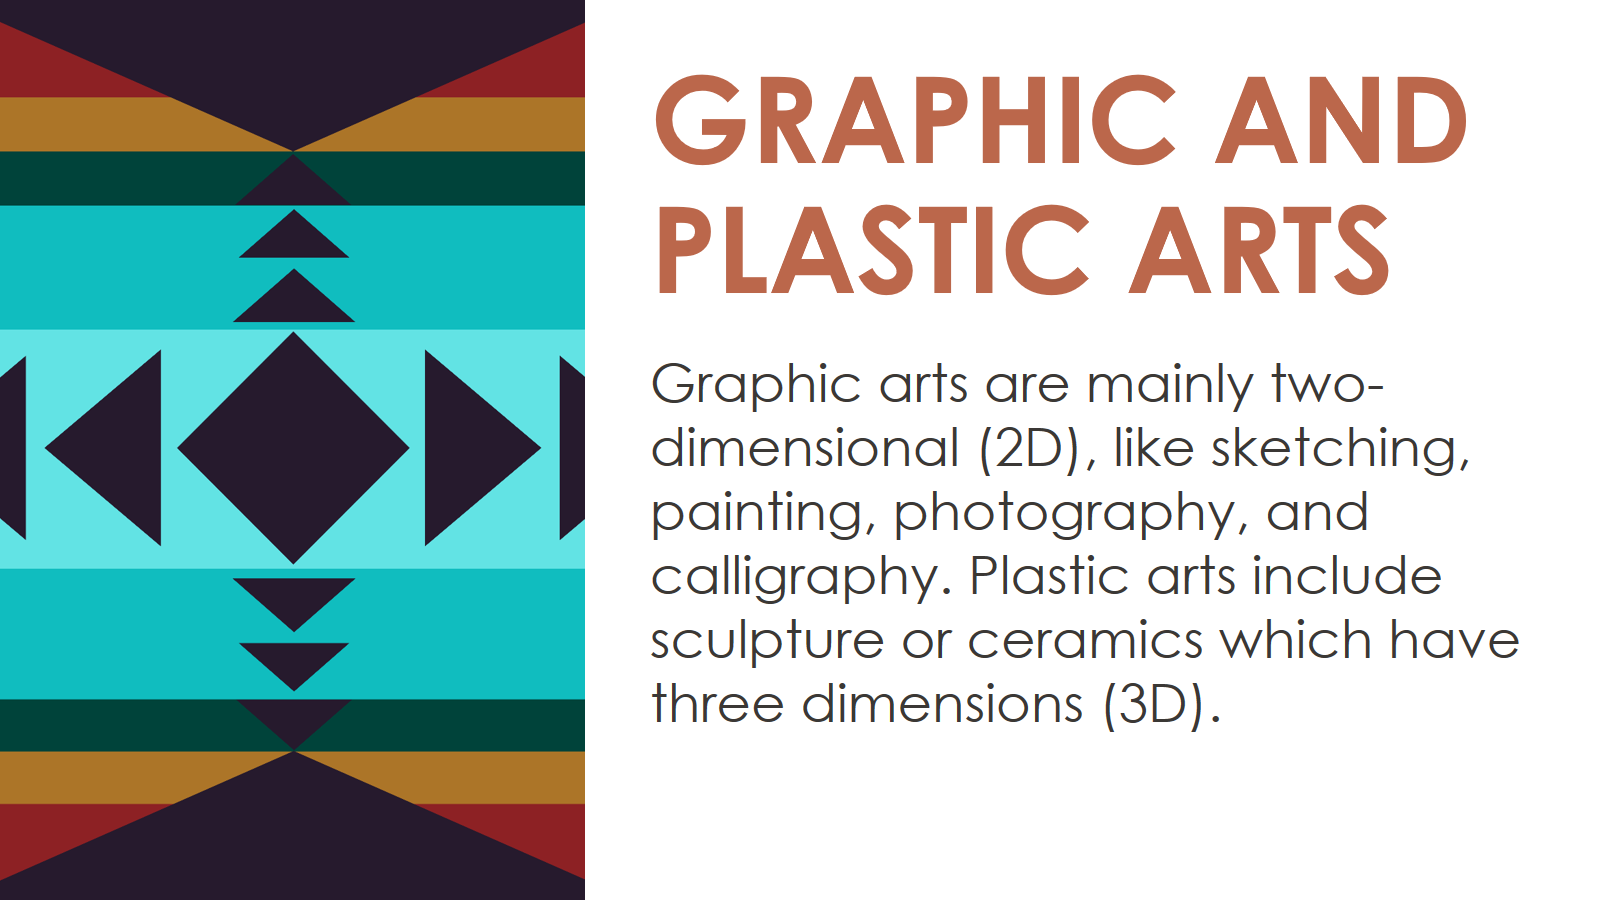 GRAPHIC AND
PLASTIC ARTS
Graphic arts are mainly two-
dimensional (2D), like sketching,
painting, photography, and
calligraphy. Plastic arts include
sculpture or ceramics which have
three dimensions (3D).